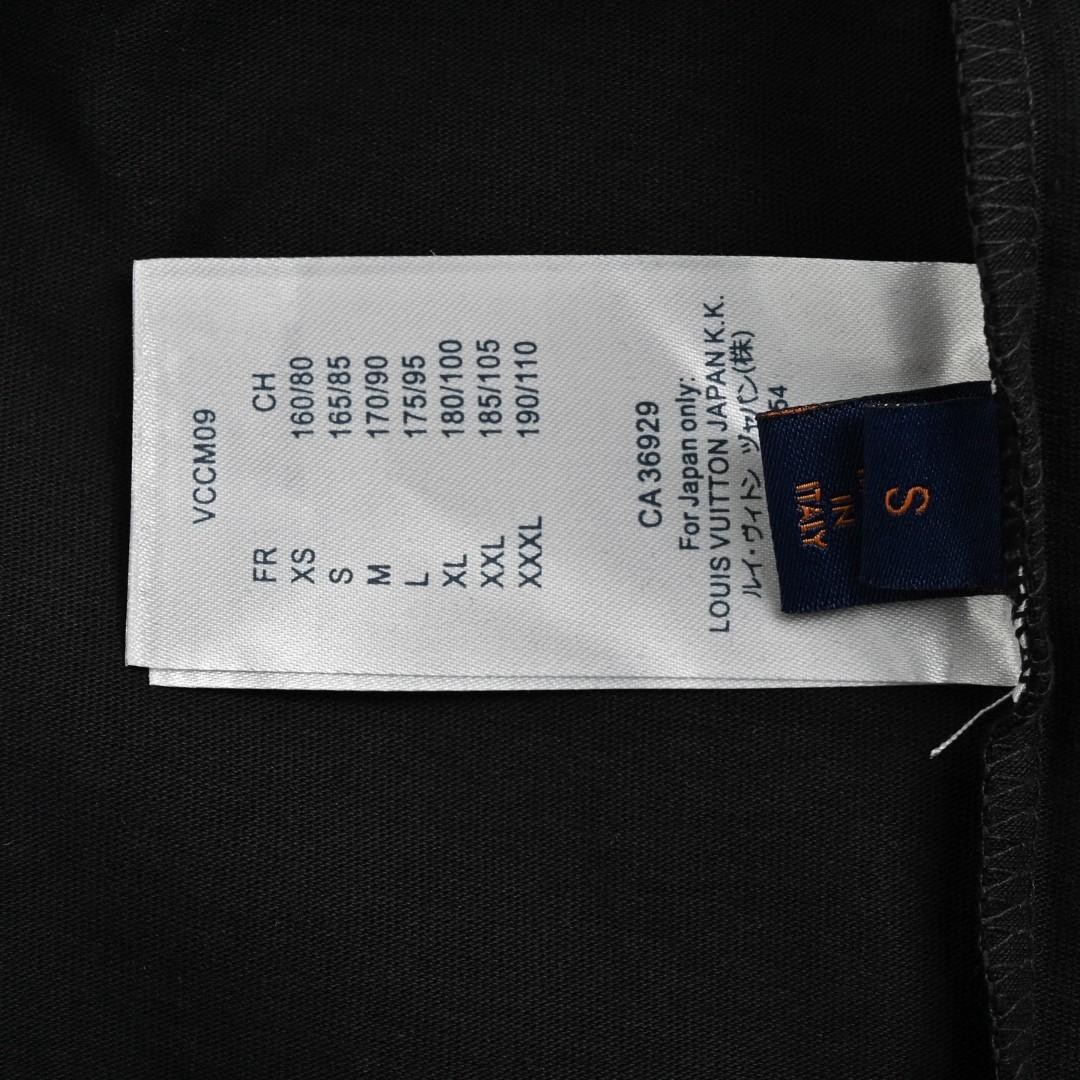 VCCM09
FR CH
XS 160/80
S 165/85
M 170/90
L 175/95
XL 180/100
XXL 185/105
XXXL 190/110
CA 36929
For Japan only:
LOUIS VUITTON JAPAN K.K.
ルイ・ヴィトン ヅャパン(株)
54
IN
ITALY
S